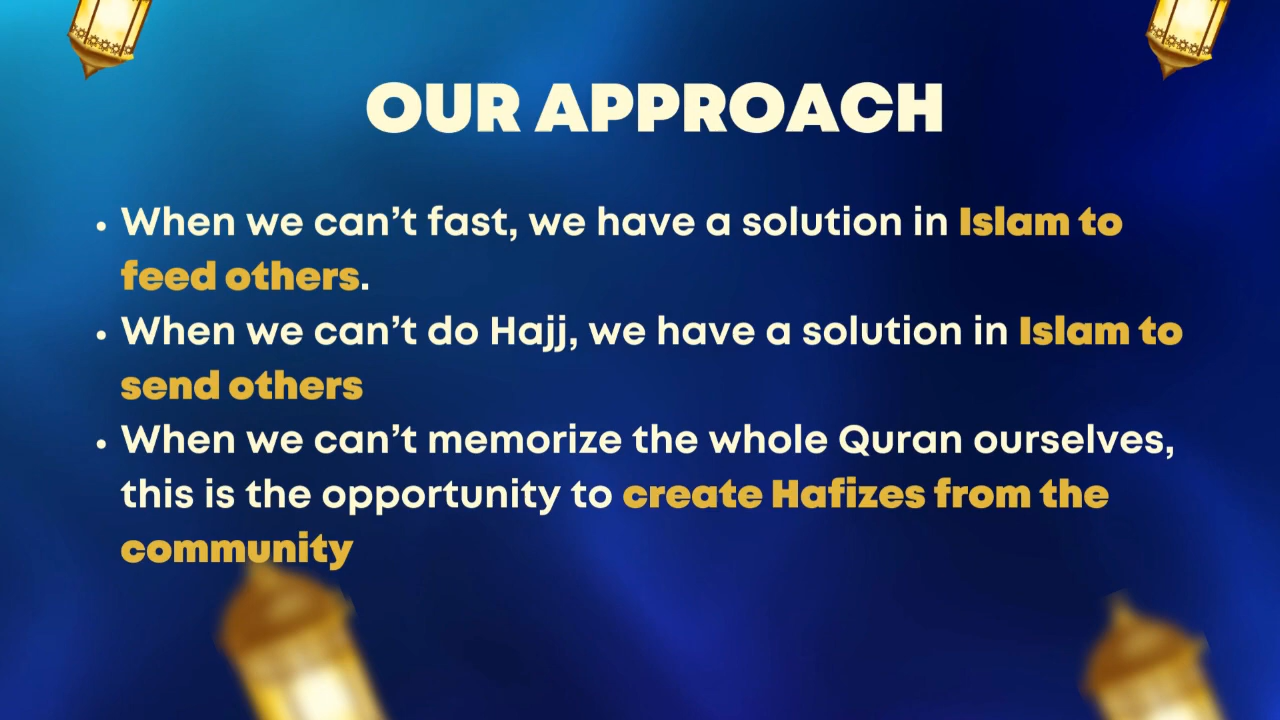 OUR APPROACH
• When we can’t fast, we have a solution in Islam to
feed others.
• When we can’t do Hajj, we have a solution in Islam to
send others
• When we can’t memorize the whole Quran ourselves,
this is the opportunity to create Hafizes from the
community